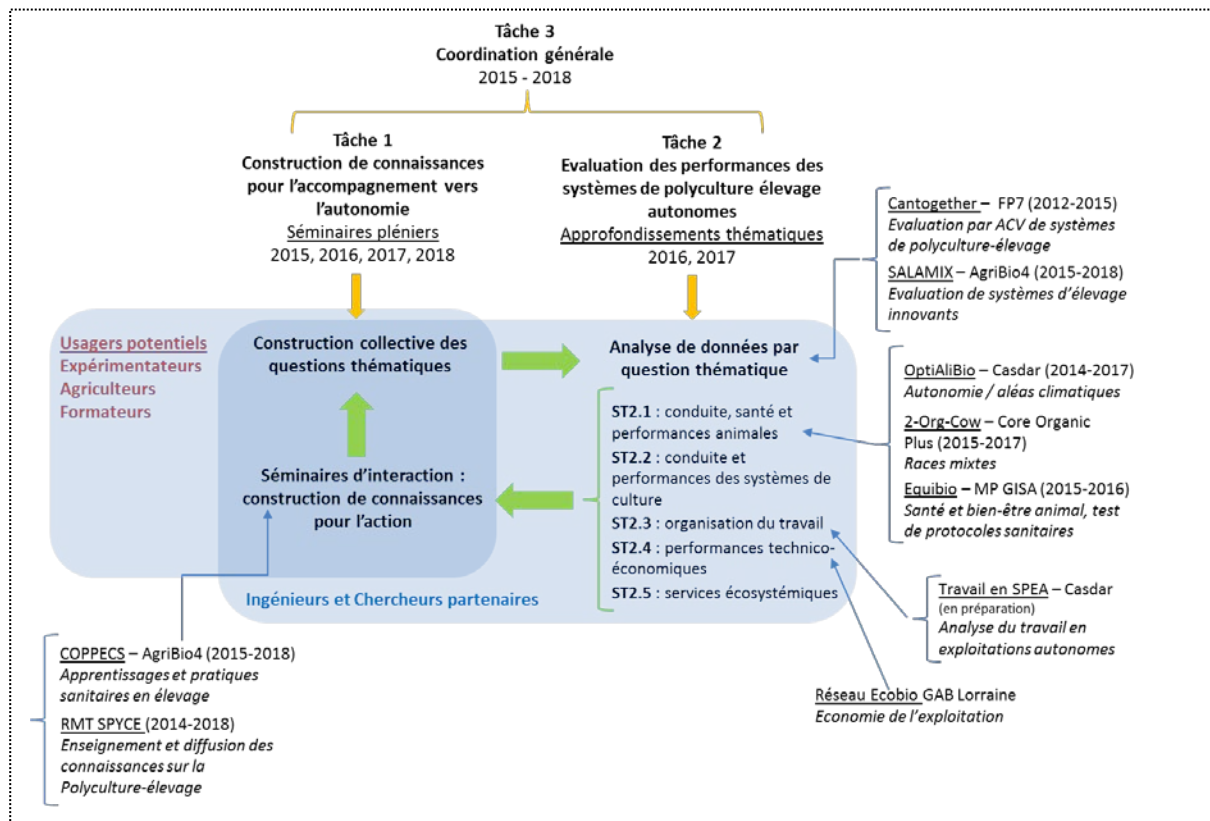 Tâche 3
Coordination générale
2015 - 2018
Tâche 1
Construction de connaissances
pour l'accompagnement vers
l'autonomie
Séminaires pléniers
2015, 2016, 2017, 2018
Tâche 2
Evaluation des performances des
systèmes de polyculture élevage
autonomes
Approfondissements thématiques
2016, 2017
Cantogether – FP7 (2012-2015)
Evaluation par ACV de systèmes
de polyculture-élevage
SALAMIX – AgriBio4 (2015-2018)
Evaluation de systèmes d'élevage
innovants
Usagers potentiels
Expérimentateurs
Agriculteurs
Formateurs
Construction collective des
questions thématiques
Séminaires d'interaction :
construction de connaissances
pour l'action
Analyse de données par
question thématique
ST2.1 : conduite, santé et
performances animales
ST2.2 : conduite et
performances des systèmes de
culture
ST2.3 : organisation du travail
ST2.4 : performances technico-
économiques
ST2.5 : services écosystémiques
Ingénieurs et Chercheurs partenaires
OptiAliBio – Casdar (2014-2017)
Autonomie / aléas climatiques
2-Org-Cow – Core Organic
Plus (2015-2017)
Races mixtes
Equibio – MP GISA (2015-2016)
Santé et bien-être animal, test
de protocoles sanitaires
Travail en SPEA – Casdar
(en préparation)
Analyse du travail en
exploitations autonomes
Réseau Ecobio GAB Lorraine
Economie de l'exploitation
COPPECS – AgriBio4 (2015-2018)
Apprentissages et pratiques
sanitaires en élevage
RMT SPYCE (2014-2018)
Enseignement et diffusion des
connaissances sur la
Polyculture-élevage